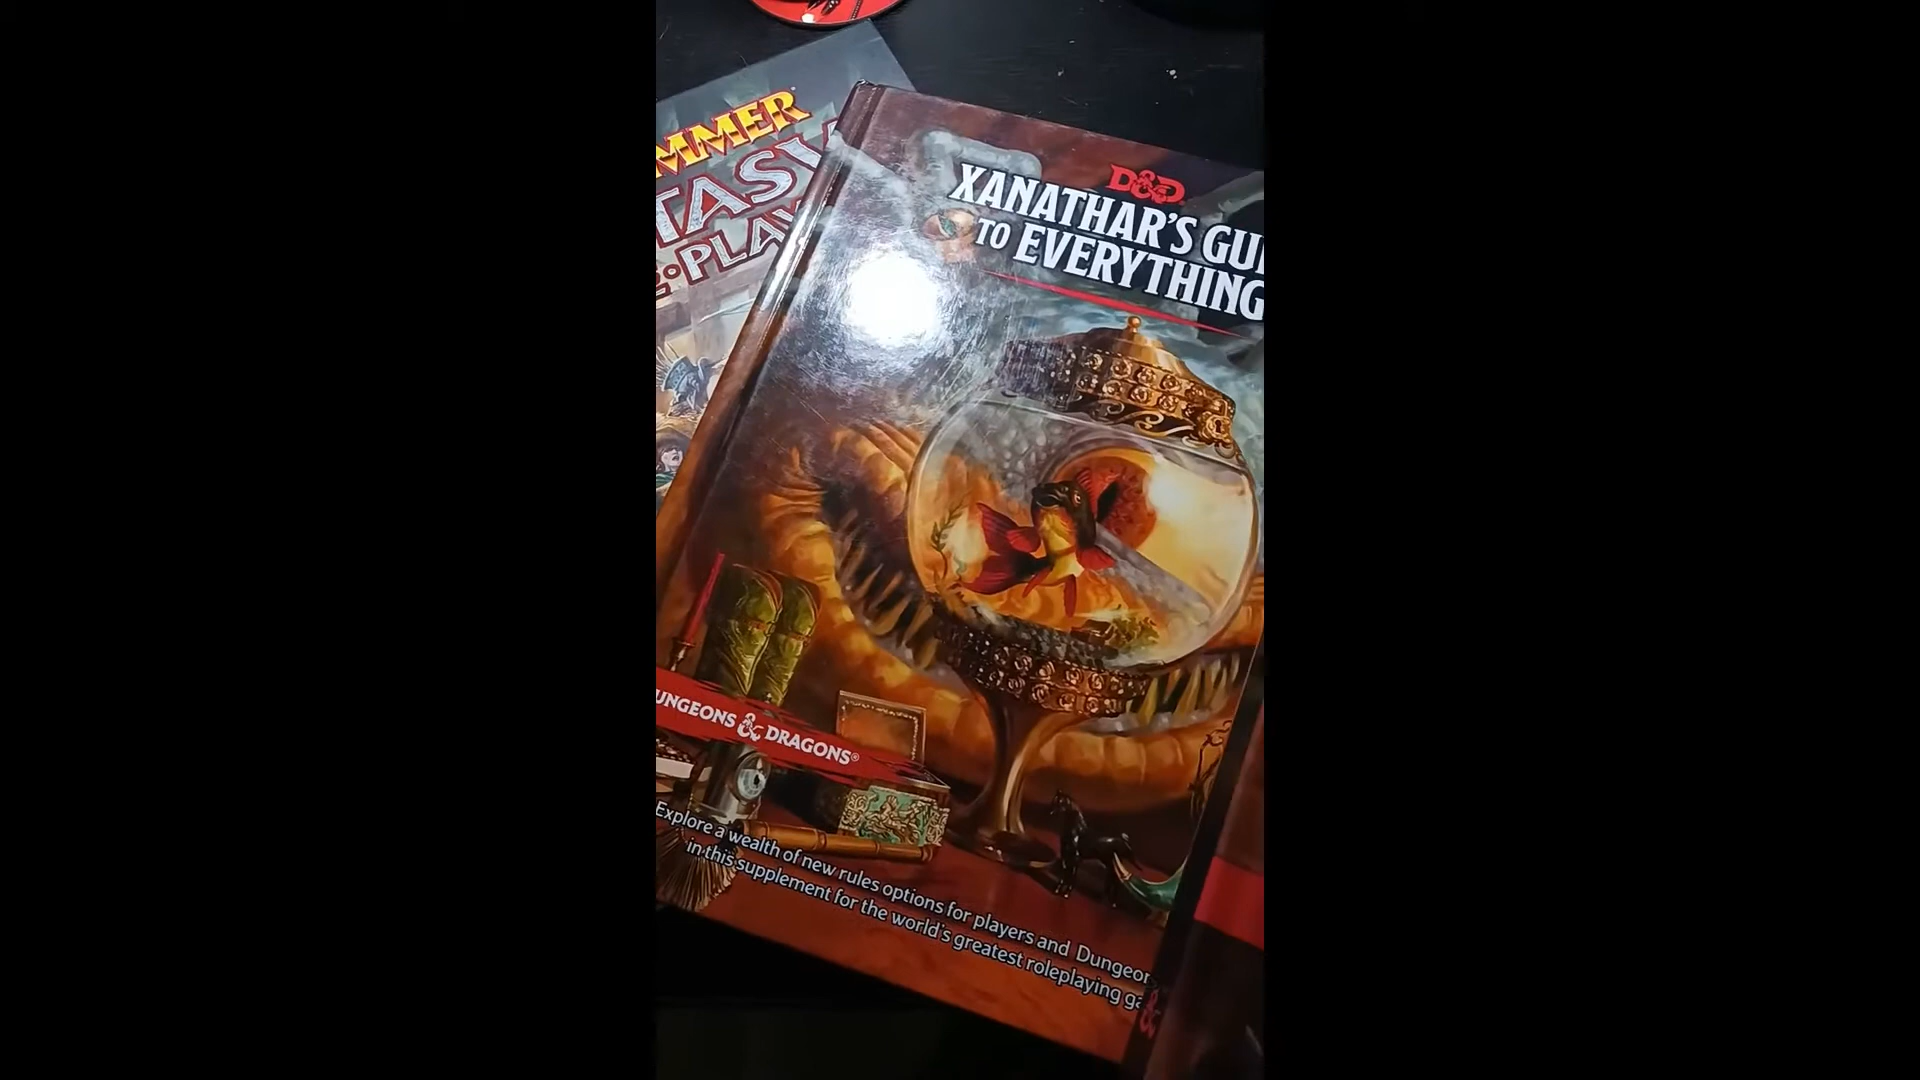 MMER
TASY
PLAY
D&D
XANATHAR'S GUI
TO EVERYTHING
UNGEONS & DRAGONS®
Explore a wealth of new rules options for players and Dungeon
in this supplement for the world's greatest roleplaying ga
&